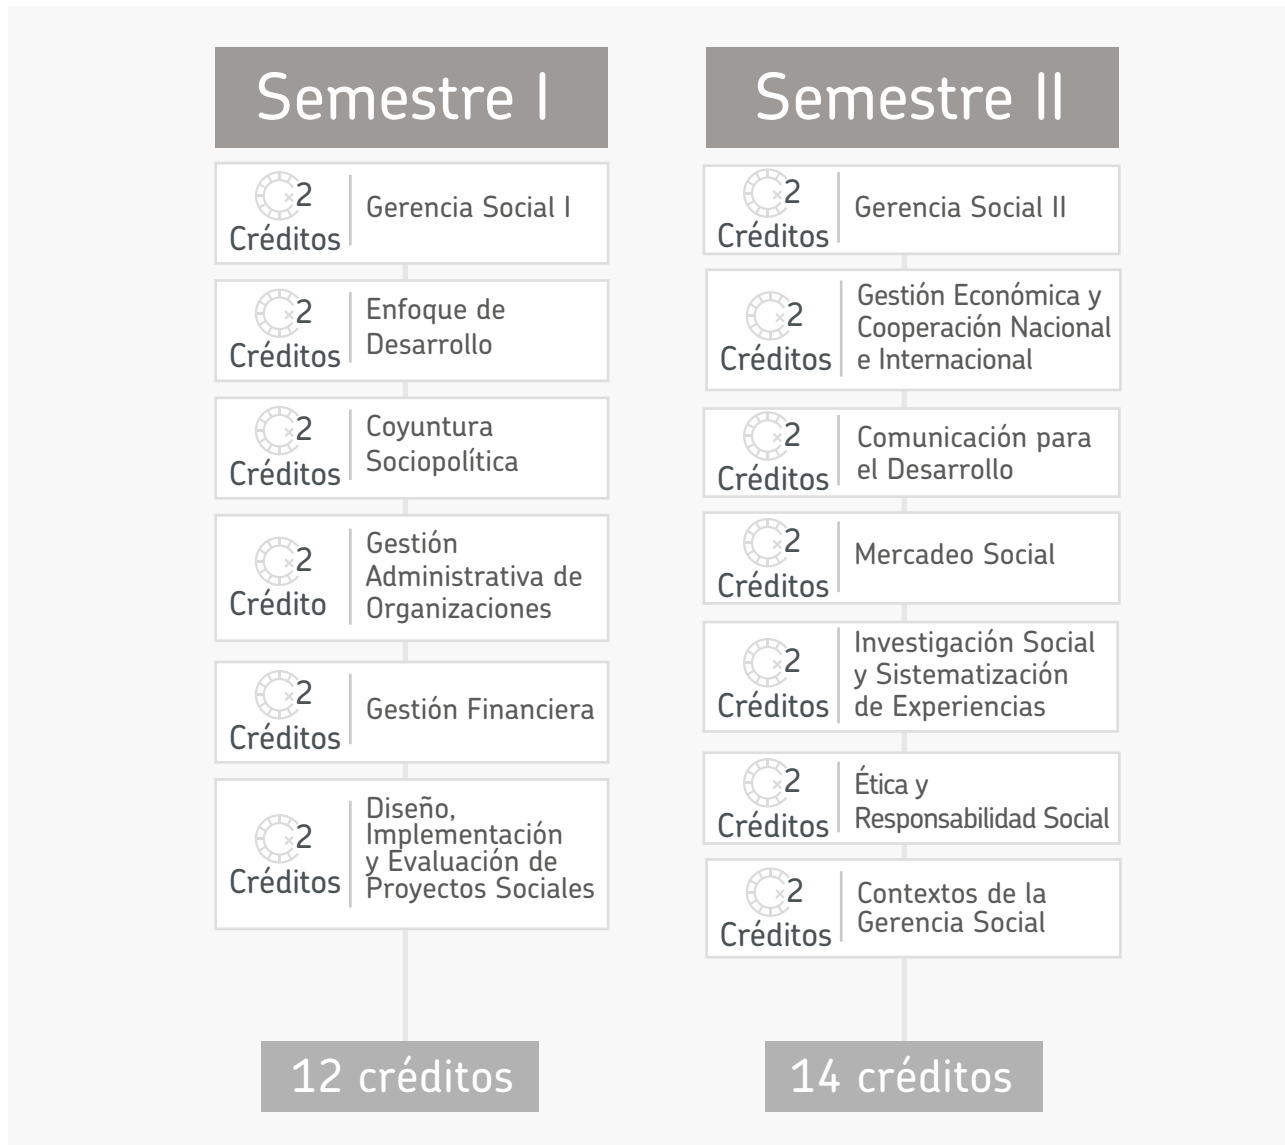 Semestre I
2
Créditos
Gerencia Social I
2
Créditos
Enfoque de
Desarrollo
2
Créditos
Coyuntura
Sociopolítica
2
Crédito
Gestión
Administrativa de
Organizaciones
2
Créditos
Gestión Financiera
2
Créditos
Diseño,
Implementación
y Evaluación de
Proyectos Sociales
12 créditos
Semestre II
2
Créditos
Gerencia Social II
2
Créditos
Gestión Económica y
Cooperación Nacional
e Internacional
2
Créditos
Comunicación para
el Desarrollo
2
Créditos
Mercadeo Social
2
Créditos
Investigación Social
y Sistematización
de Experiencias
2
Créditos
Ética y
Responsabilidad Social
2
Créditos
Contextos de la
Gerencia Social
14 créditos